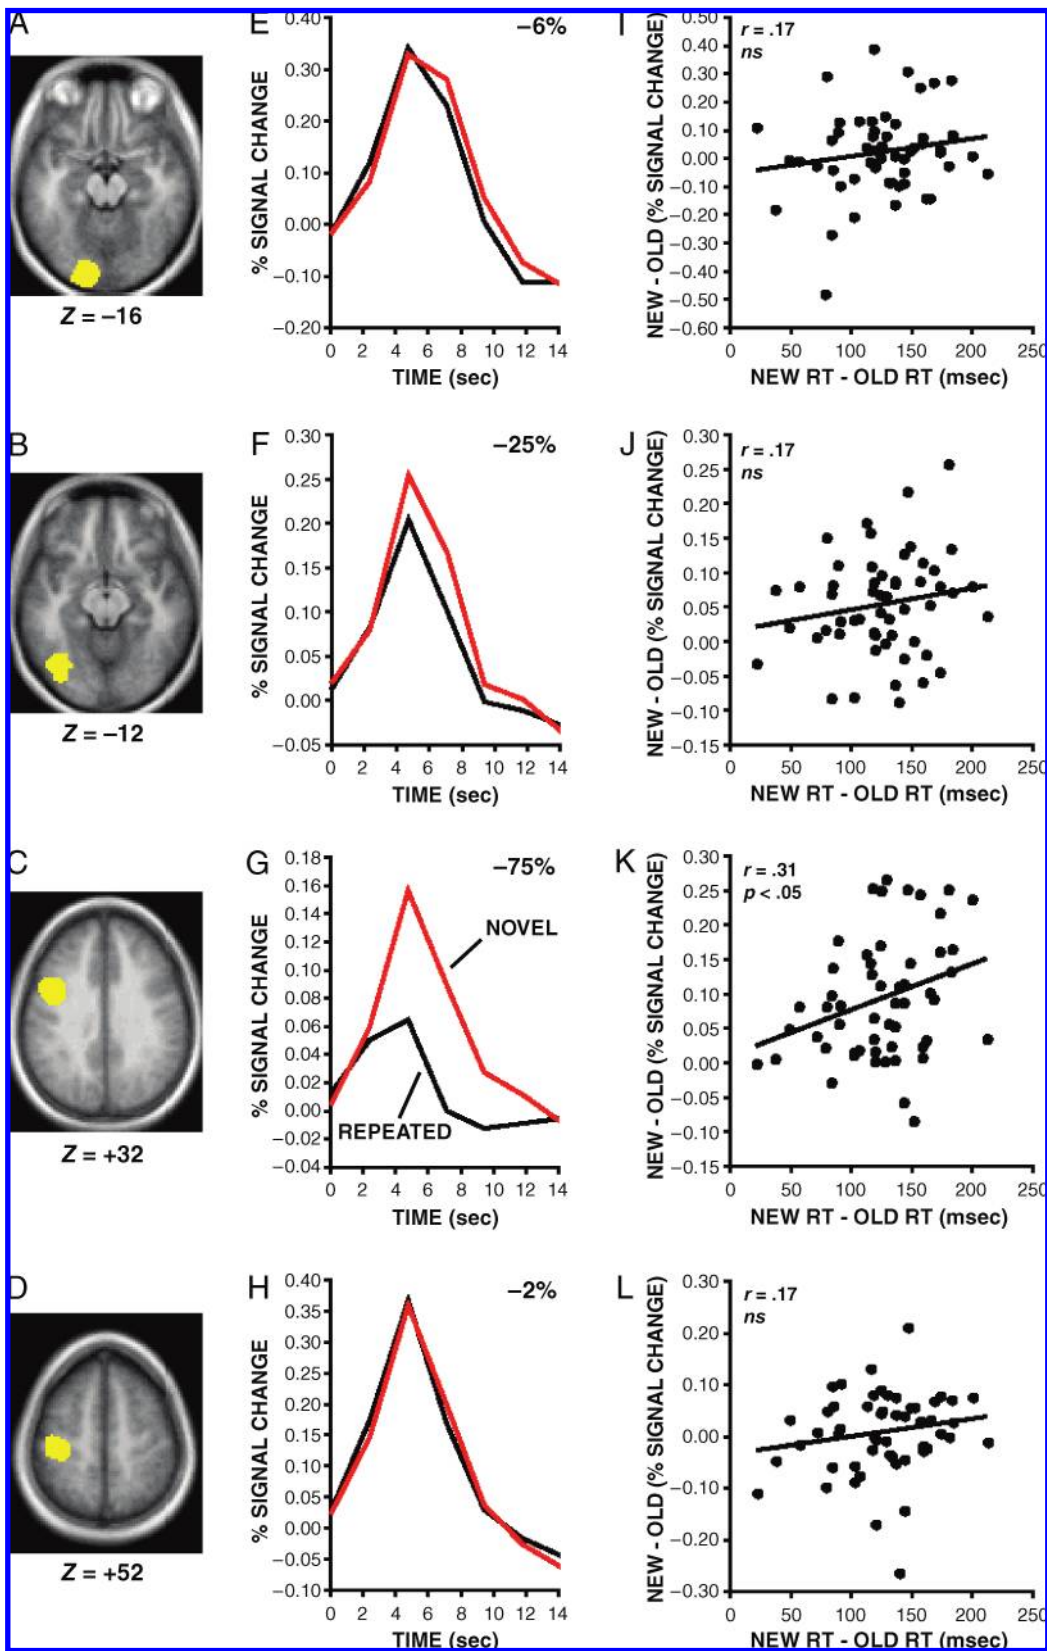 A
Z = −16
E
−6%
% SIGNAL CHANGE
0.40
0.30
0.20
0.10
0.00
−0.10
−0.20
0 2 4 6 8 10 12 14
TIME (sec)
I
r = .17
ns
NEW - OLD (% SIGNAL CHANGE)
0.50
0.40
0.30
0.20
0.10
0.00
−0.10
−0.20
−0.30
−0.40
−0.50
−0.60
0 50 100 150 200 250
NEW RT - OLD RT (msec)
B
Z = −12
F
−25%
% SIGNAL CHANGE
0.30
0.25
0.20
0.15
0.10
0.05
0.00
−0.05
0 2 4 6 8 10 12 14
TIME (sec)
J
r = .17
ns
NEW - OLD (% SIGNAL CHANGE)
0.30
0.25
0.20
0.15
0.10
0.05
0.00
−0.05
−0.10
−0.15
0 50 100 150 200 250
NEW RT - OLD RT (msec)
C
Z = +32
G
−75%
% SIGNAL CHANGE
0.18
0.16
0.14
0.12
0.10
0.08
0.06
0.04
0.02
0.00
−0.02
−0.04
NOVEL
REPEATED
0 2 4 6 8 10 12 14
TIME (sec)
K
r = .31
p < .05
NEW - OLD (% SIGNAL CHANGE)
0.30
0.25
0.20
0.15
0.10
0.05
0.00
−0.05
−0.10
−0.15
0 50 100 150 200 250
NEW RT - OLD RT (msec)
D
Z = +52
H
−2%
% SIGNAL CHANGE
0.40
0.35
0.30
0.25
0.20
0.15
0.10
0.05
0.00
−0.05
−0.10
0 2 4 6 8 10 12 14
TIME (sec)
L
r = .17
ns
NEW - OLD (% SIGNAL CHANGE)
0.30
0.20
0.10
0.00
−0.10
−0.20
−0.30
0 50 100 150 200 250
NEW RT - OLD RT (msec)